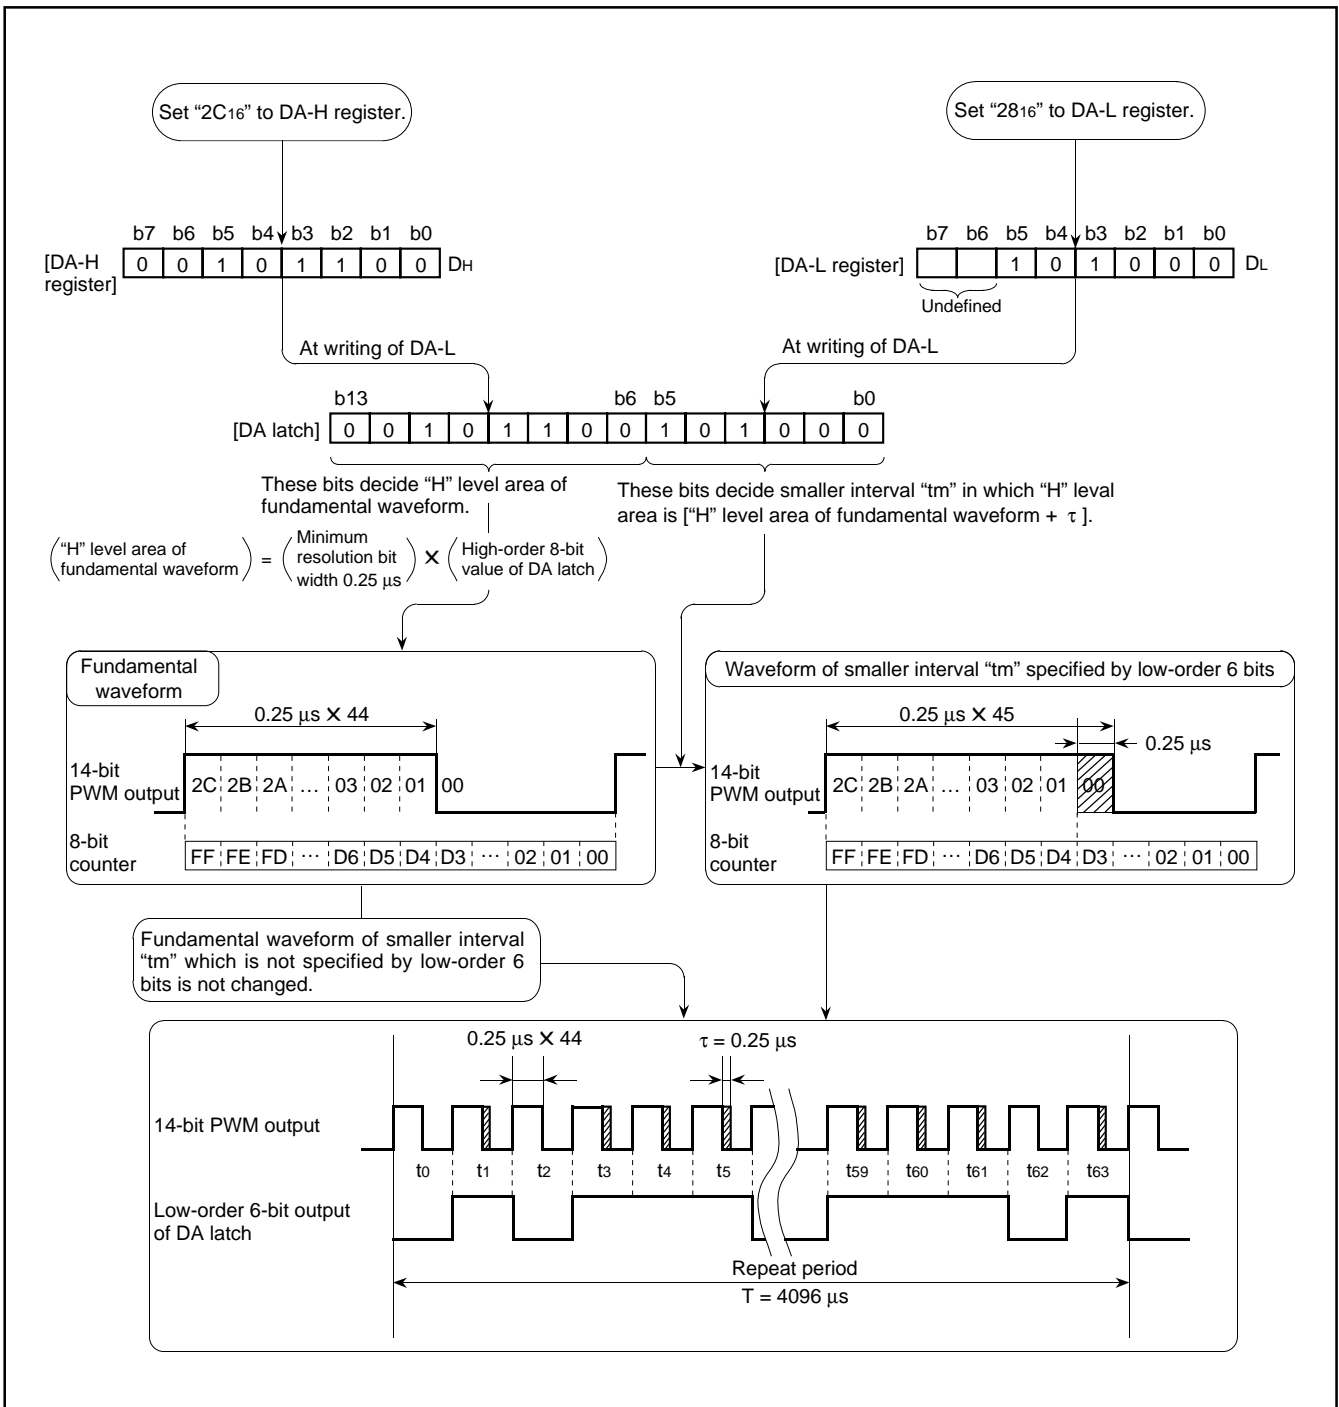 Set “2C16” to DA-H register.
Set “2816” to DA-L register.
b7 b6 b5 b4 b3 b2 b1 b0
[DA-H register] 0 0 1 0 1 1 0 0 DH
b7 b6 b5 b4 b3 b2 b1 b0
[DA-L register] 1 0 1 0 0 0 DL
Undefined
At writing of DA-L
At writing of DA-L
b13 b6 b5 b0
[DA latch] 0 0 1 0 1 1 0 0 1 0 1 0 0 0
These bits decide “H” level area of
fundamental waveform.
These bits decide smaller interval “tm” in which “H” leval
area is [“H” level area of fundamental waveform + τ ].
“H” level area of
fundamental waveform
=
Minimum
resolution bit
width 0.25 μs
×
High-order 8-bit
value of DA latch
Fundamental
waveform
0.25 μs × 44
14-bit
PWM output
2C 2B 2A … 03 02 01 00
8-bit
counter
FF FE FD … D6 D5 D4 D3 … 02 01 00
Waveform of smaller interval “tm” specified by low-order 6 bits
0.25 μs × 45
0.25 μs
14-bit
PWM output
2C 2B 2A … 03 02 01 00
8-bit
counter
FF FE FD … D6 D5 D4 D3 … 02 01 00
Fundamental waveform of smaller interval
“tm” which is not specified by low-order 6
bits is not changed.
0.25 μs × 44
τ = 0.25 μs
14-bit PWM output
t0 t1 t2 t3 t4 t5 t59 t60 t61 t62 t63
Low-order 6-bit output
of DA latch
Repeat period
T = 4096 μs